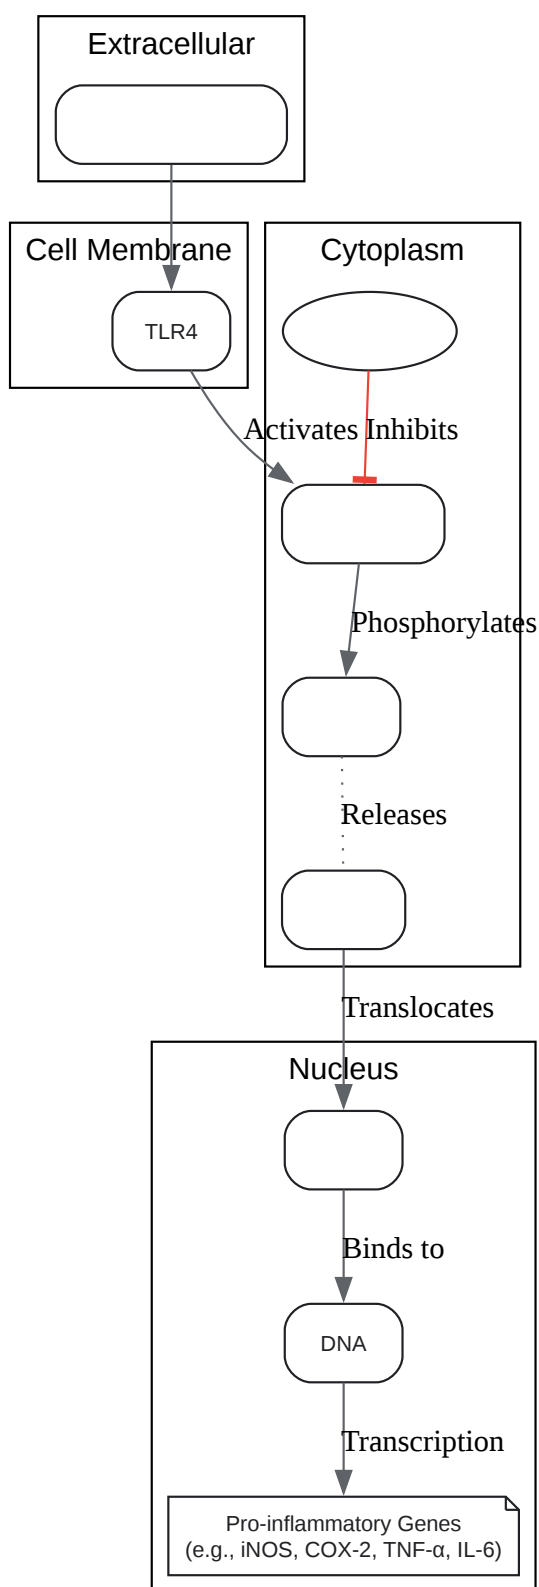 Extracellular
Cell Membrane
Cytoplasm
TLR4
Activates
Inhibits
Phosphorylates
Releases
Translocates
Nucleus
Binds to
DNA
Transcription
Pro-inflammatory Genes
(e.g., iNOS, COX-2, TNF-α, IL-6)